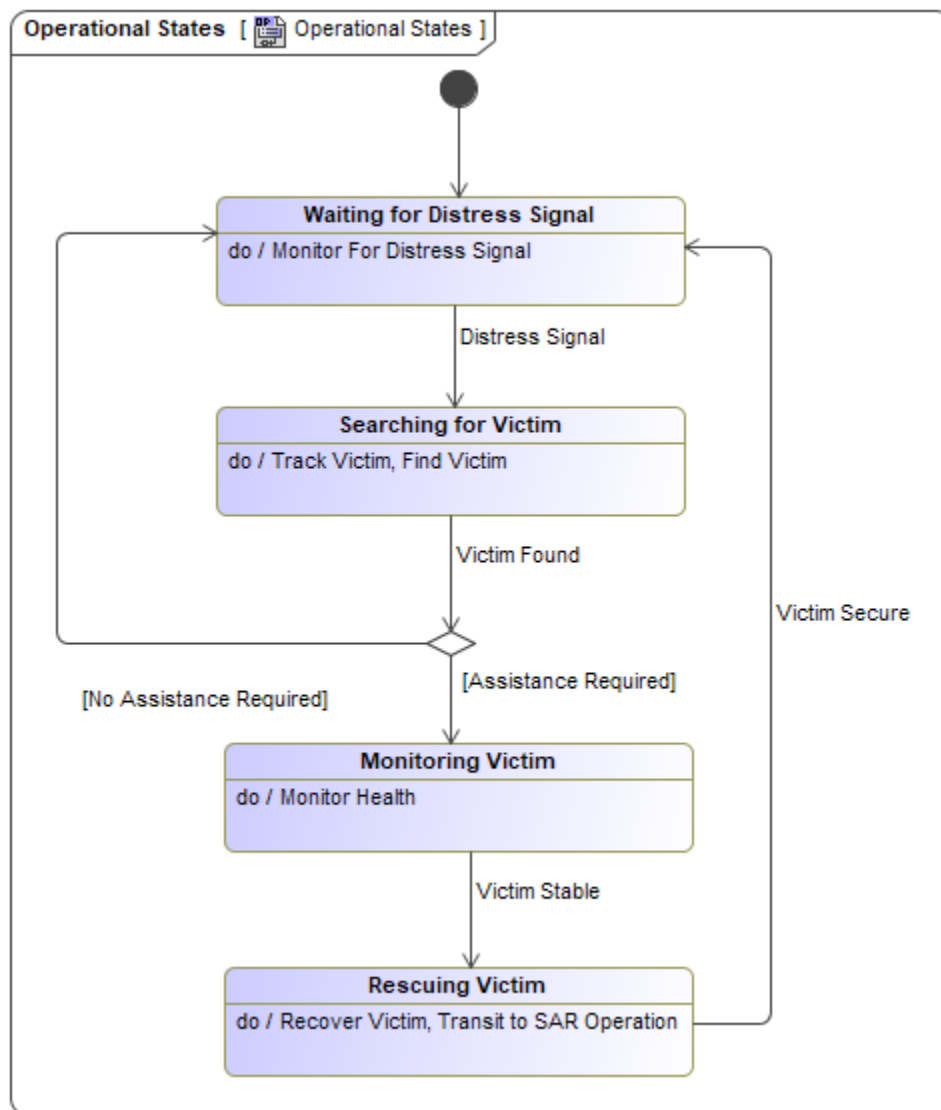 Operational States [ Operational States ]
Waiting for Distress Signal
do / Monitor For Distress Signal
Distress Signal
Searching for Victim
do / Track Victim, Find Victim
Victim Found
Victim Secure
[Assistance Required]
[No Assistance Required]
Monitoring Victim
do / Monitor Health
Victim Stable
Rescuing Victim
do / Recover Victim, Transit to SAR Operation